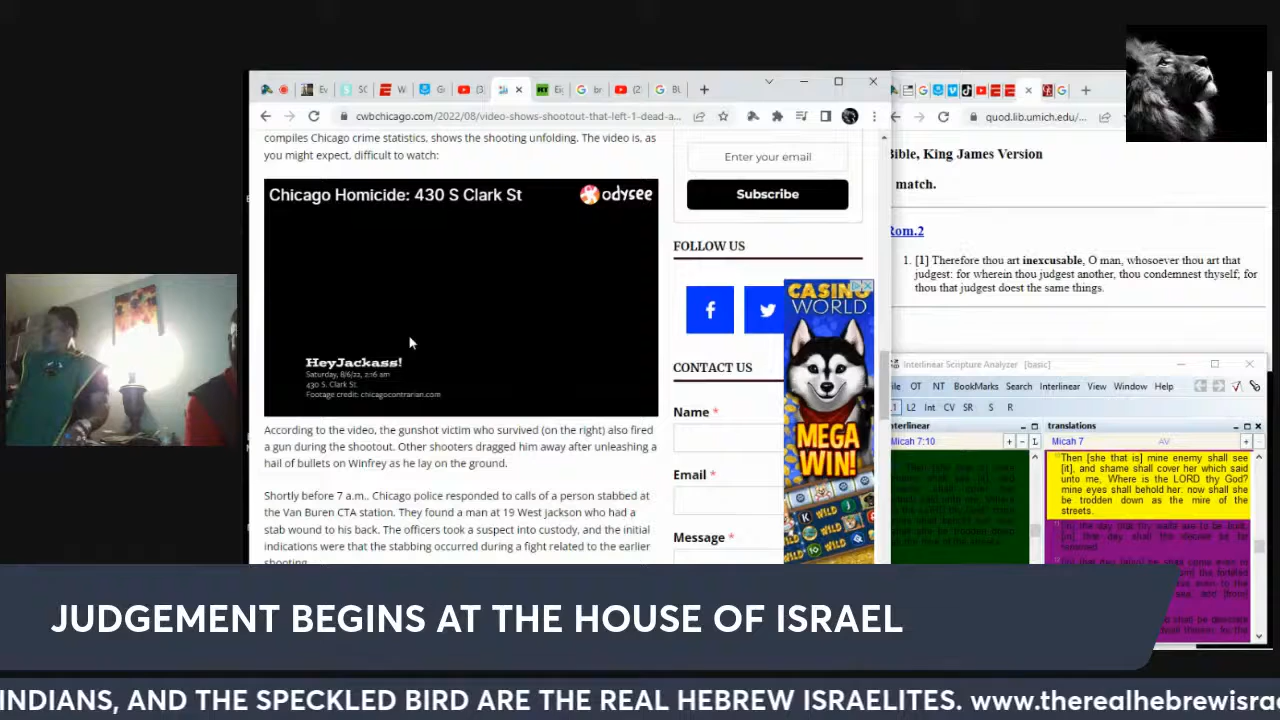 cwbchicago.com/2022/08/video-shows-shootout-that-left-1-dead-a...
compiles Chicago crime statistics, shows the shooting unfolding. The video is, as
you might expect, difficult to watch:
Chicago Homicide: 430 S Clark St
odysee
HeyJackass!
Saturday, 8/6/22, 2:16 am
430 S. Clark St.
Footage credit: chicagocontrarian.com
According to the video, the gunshot victim who survived (on the right) also fired
a gun during the shootout. Other shooters dragged him away after unleashing a
hail of bullets on Winfrey as he lay on the ground.
Shortly before 7 a.m., Chicago police responded to calls of a person stabbed at
the Van Buren CTA station. They found a man at 19 West Jackson who had a
stab wound to his back. The officers took a suspect into custody, and the initial
indications were that the stabbing occurred during a fight related to the earlier
shooting.
Enter your email
Subscribe
FOLLOW US
CONTACT US
Name *
Email *
Message *
CASINO
WORLD
MEGA
WIN!
WILD
quod.lib.umich.edu/...
Bible, King James Version
match.
Rom.2
1. [1] Therefore thou art inexcusable, O man, whosoever thou art that
judgest: for wherein thou judgest another, thou condemnest thyself; for
thou that judgest doest the same things.
Interlinear Scripture Analyzer [basic]
File OT NT BookMarks Search Interlinear View Window Help
L2 Int CV SR S R
interlinear
Micah 7:10
translations
Micah 7 AV
Then [she that is] mine enemy shall see
[it], and shame shall cover her which said
unto me, Where is the LORD thy God?
mine eyes shall behold her: now shall she
be trodden down as the mire of the
streets.
JUDGEMENT BEGINS AT THE HOUSE OF ISRAEL
INDIANS, AND THE SPECKLED BIRD ARE THE REAL HEBREW ISRAELITES. www.therealhebrewisra